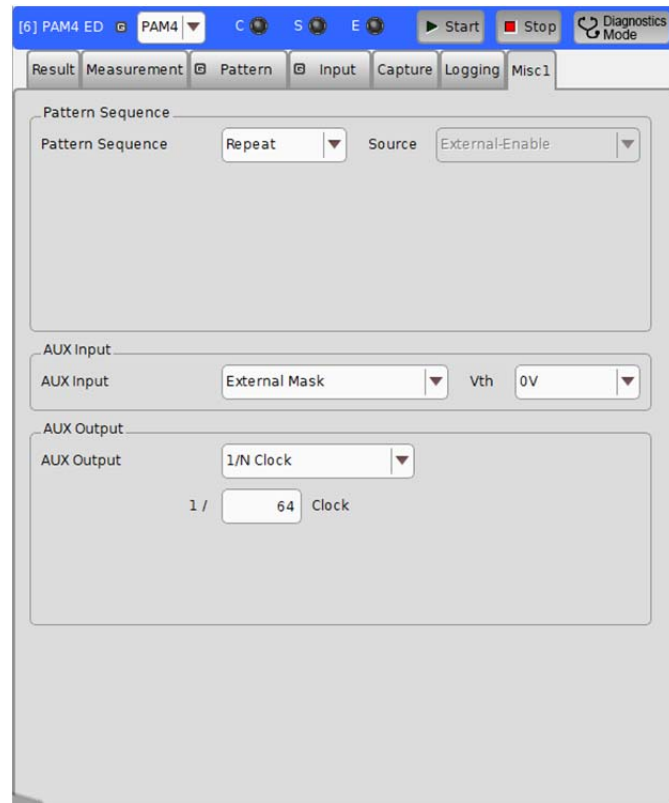 [6] PAM4 ED G PAM4 C S E Start Stop Diagnostics Mode
Result Measurement G Pattern G Input Capture Logging Misc1
Pattern Sequence
Pattern Sequence Repeat Source External-Enable
AUX Input
AUX Input External Mask Vth 0V
AUX Output
AUX Output 1/N Clock
1 / 64 Clock